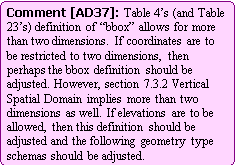 Comment [AD37]: Table 4's (and Table
23's) definition of “bbox” allows for more
than two dimensions. If coordinates are to
be restricted to two dimensions, then
perhaps the bbox definition should be
adjusted. However, section 7.3.2 Vertical
Spatial Domain implies more than two
dimensions as well. If elevations are to be
allowed, then this definition should be
adjusted and the following geometry type
schemas should be adjusted.